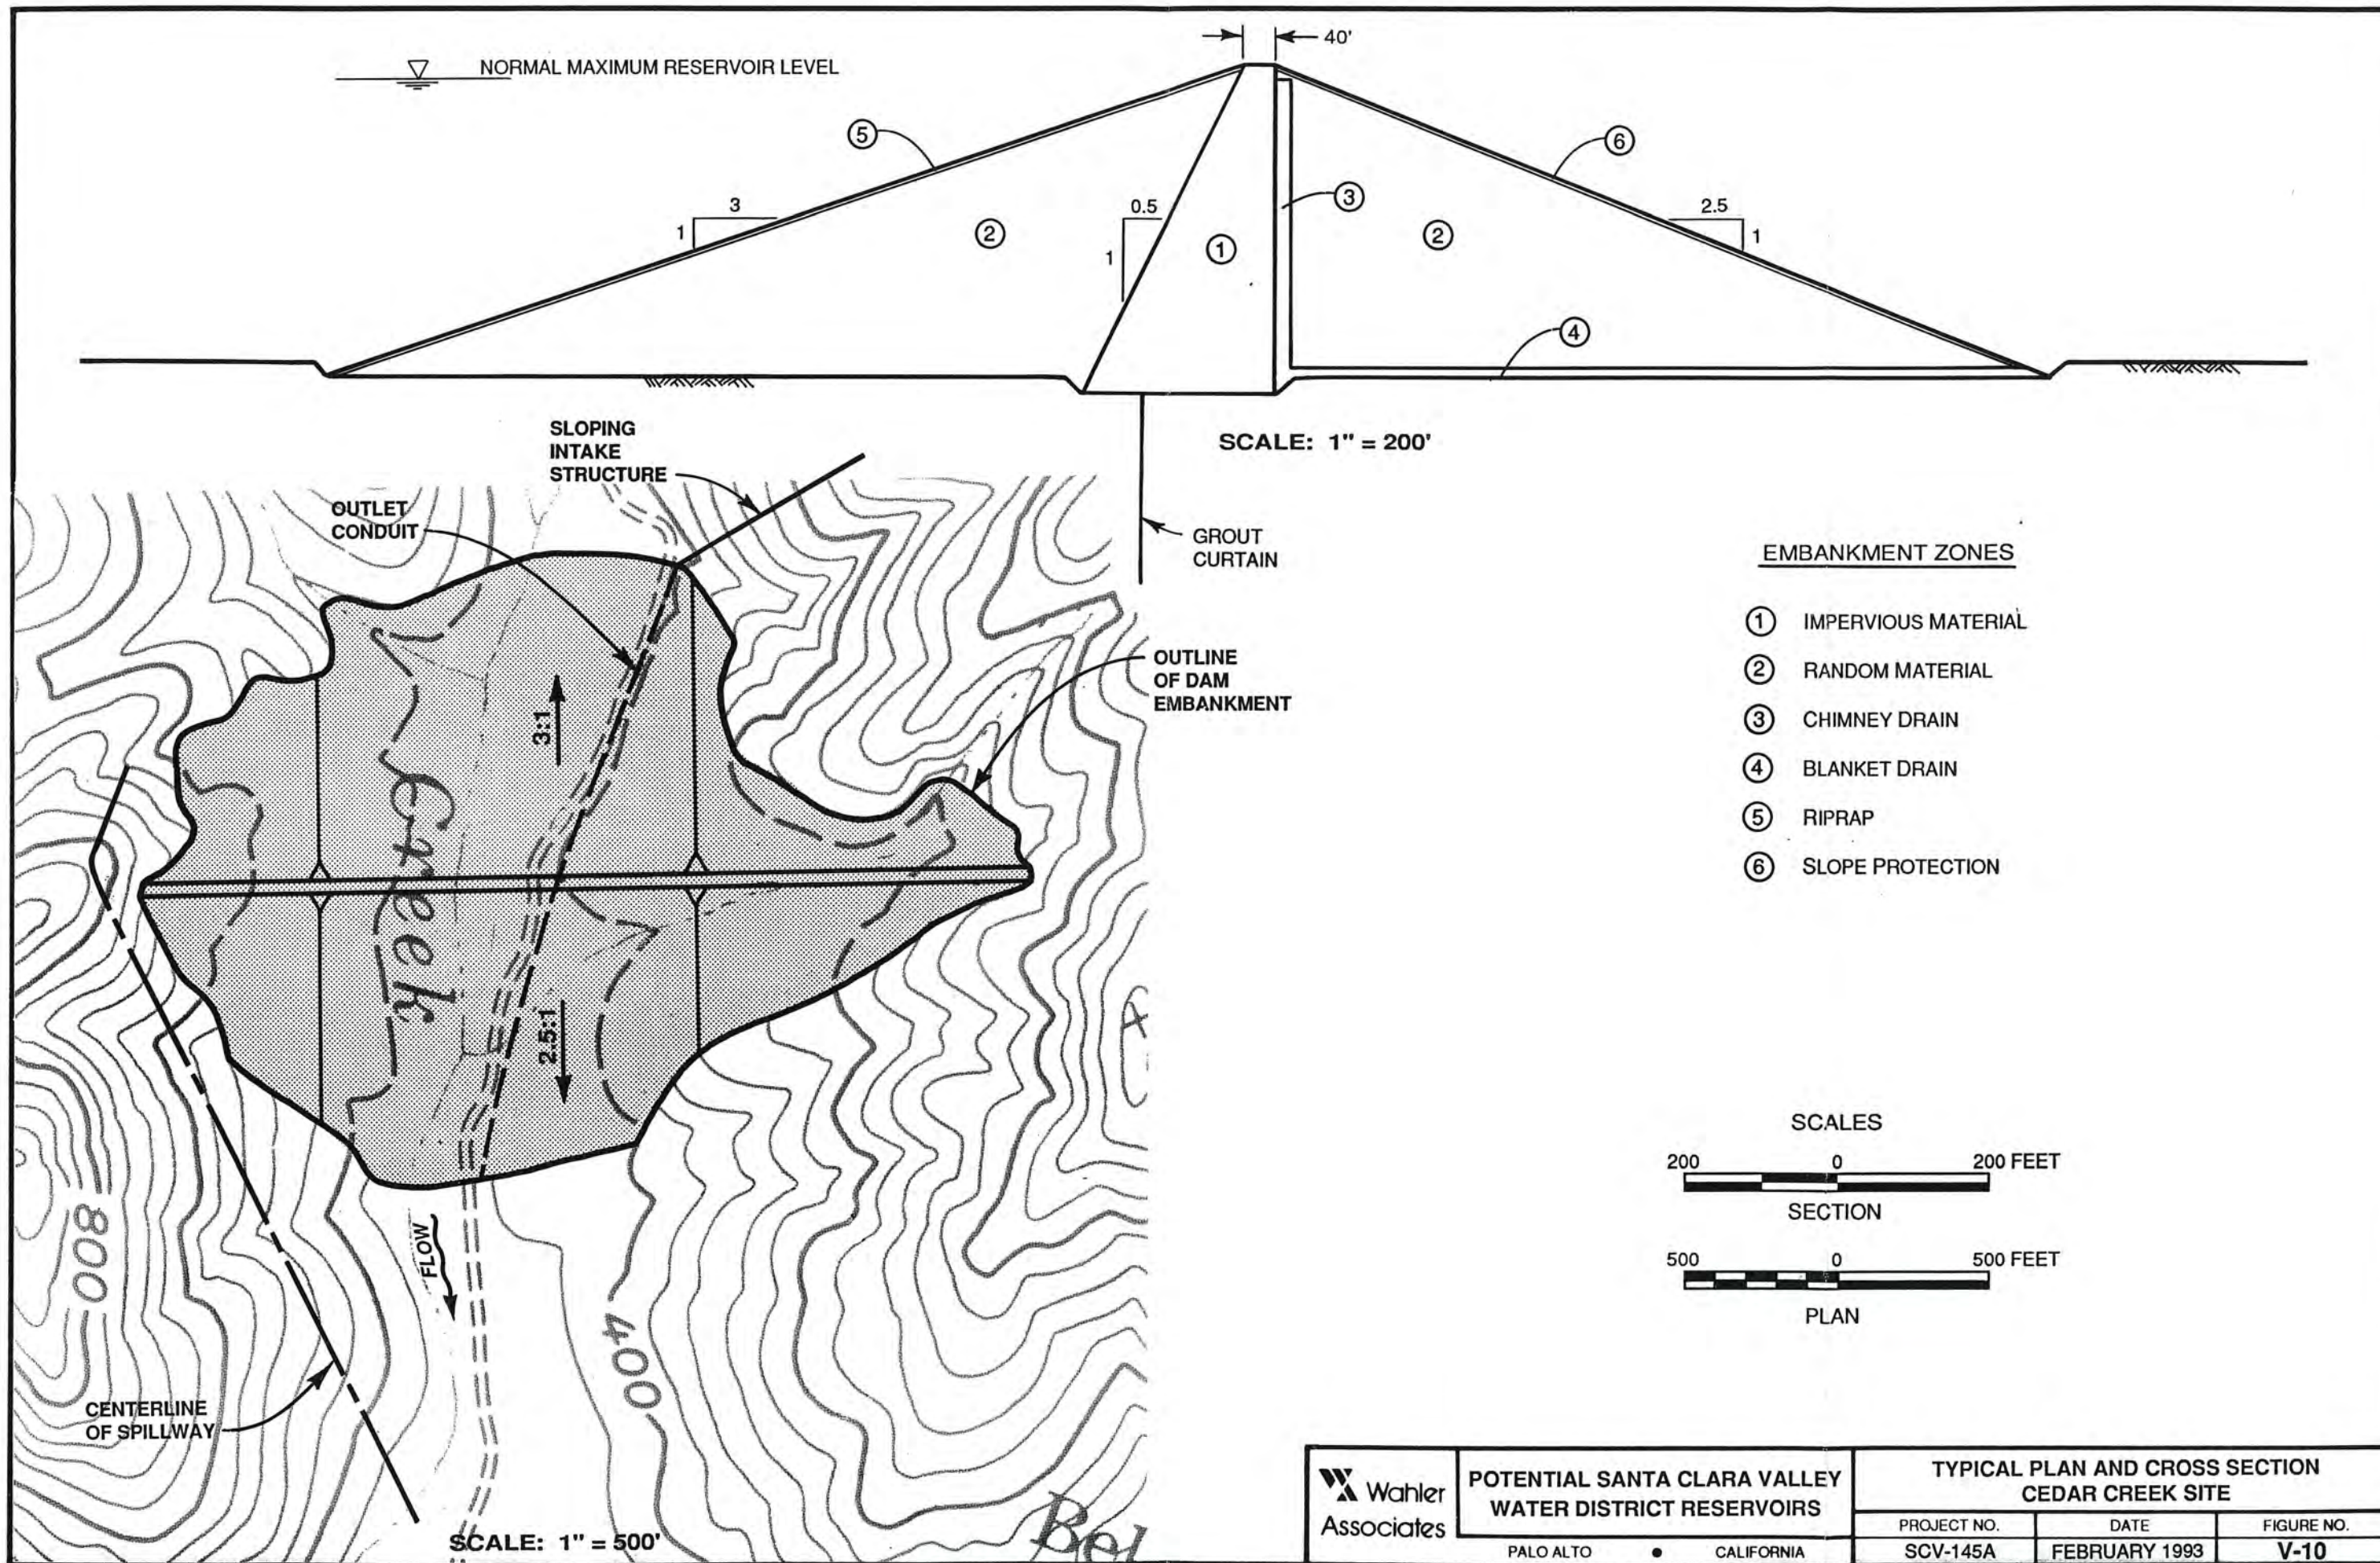 40'
NORMAL MAXIMUM RESERVOIR LEVEL
5
6
3
1
2
0.5
1
1
3
2
2.5
1
4
SCALE: 1" = 200'
SLOPING
INTAKE
STRUCTURE
OUTLET
CONDUIT
GROUT
CURTAIN
OUTLINE
OF DAM
EMBANKMENT
3:1
Creek
2.5:1
FLOW
800
400
CENTERLINE
OF SPILLWAY
SCALE: 1" = 500'
Bel
EMBANKMENT ZONES
1 IMPERVIOUS MATERIAL
2 RANDOM MATERIAL
3 CHIMNEY DRAIN
4 BLANKET DRAIN
5 RIPRAP
6 SLOPE PROTECTION
SCALES
200 0 200 FEET
SECTION
500 0 500 FEET
PLAN
Wahler
Associates
POTENTIAL SANTA CLARA VALLEY
WATER DISTRICT RESERVOIRS
PALO ALTO • CALIFORNIA
TYPICAL PLAN AND CROSS SECTION
CEDAR CREEK SITE
PROJECT NO. DATE FIGURE NO.
SCV-145A FEBRUARY 1993 V-10